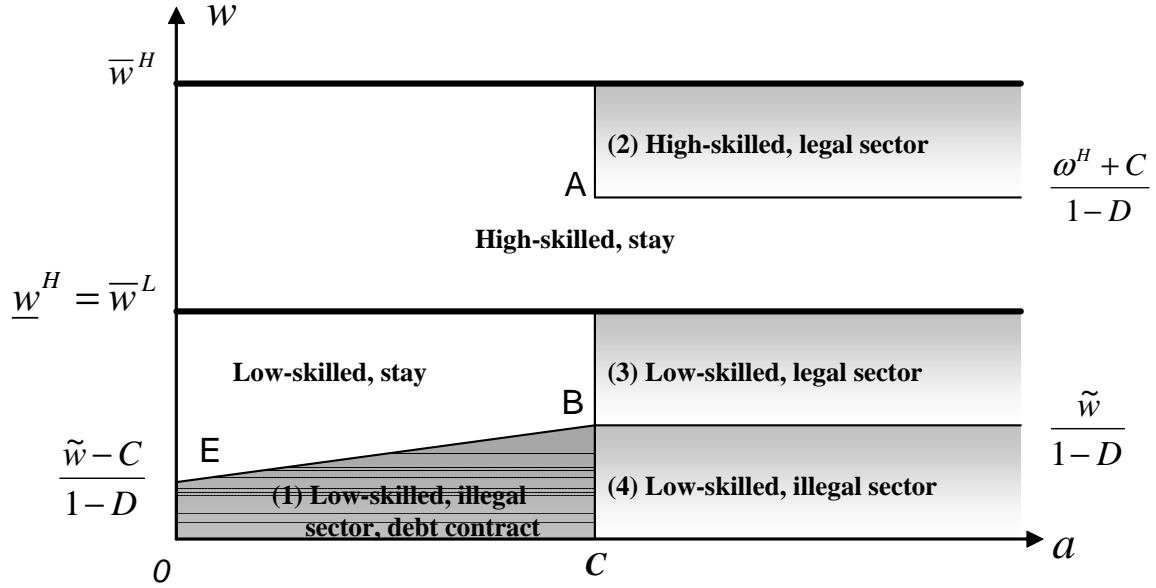 w
w̅^H
(2) High-skilled, legal sector
A
ω^H + C
1 − D
High-skilled, stay
w̲^H = w̅^L
Low-skilled, stay
(3) Low-skilled, legal sector
B
w̃
1 − D
E
w̃ − C
1 − D
(1) Low-skilled, illegal
sector, debt contract
(4) Low-skilled, illegal sector
0
C
a